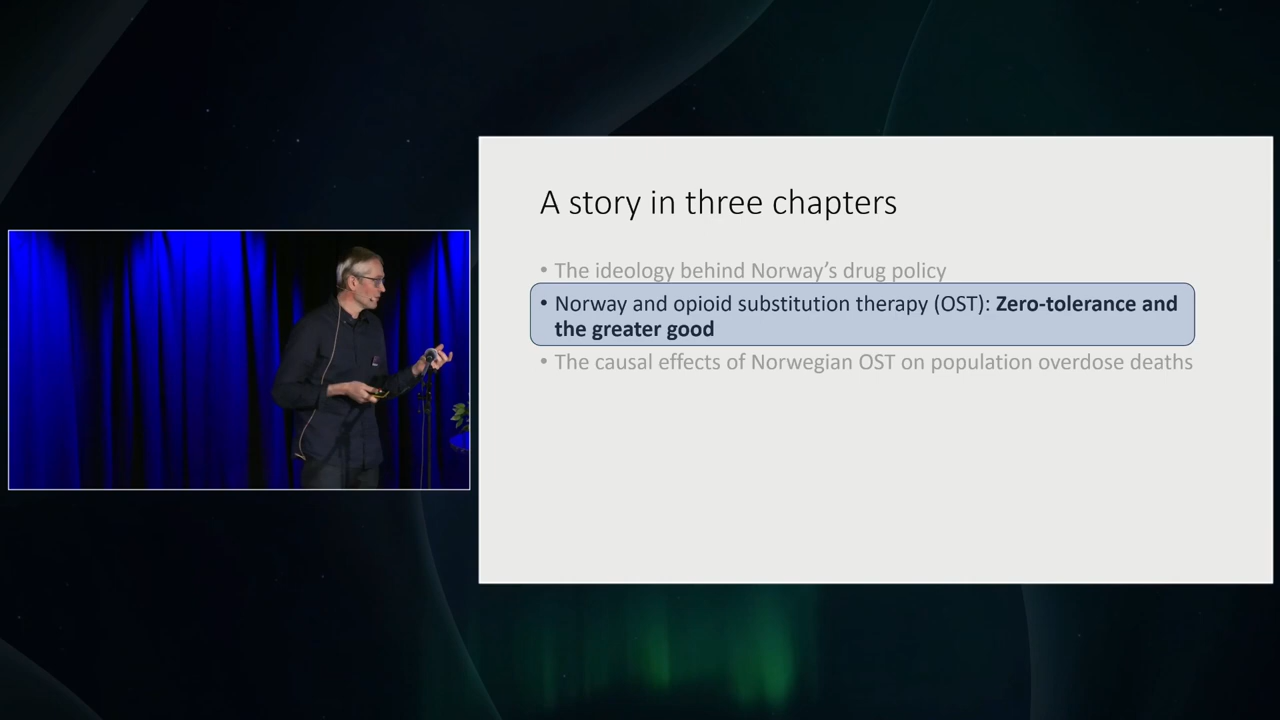 A story in three chapters
• The ideology behind Norway’s drug policy
• Norway and opioid substitution therapy (OST): Zero-tolerance and
the greater good
• The causal effects of Norwegian OST on population overdose deaths